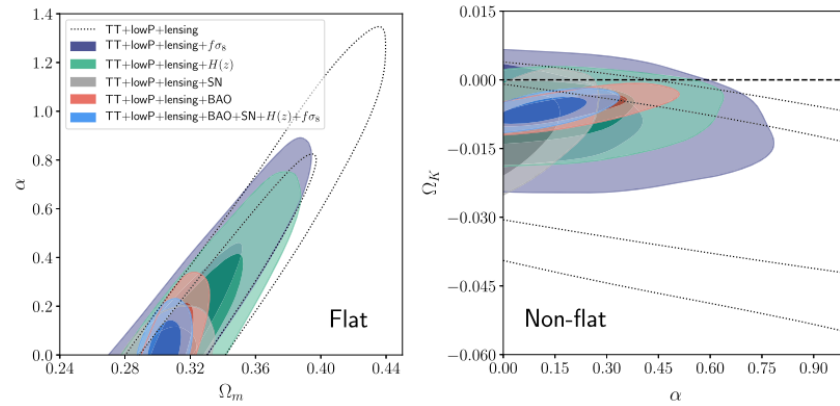 TT+lowP+lensing
TT+lowP+lensing+fσ₈
TT+lowP+lensing+H(z)
TT+lowP+lensing+SN
TT+lowP+lensing+BAO
TT+lowP+lensing+BAO+SN+H(z)+fσ₈
1.4
1.2
1.0
0.8
0.6
0.4
0.2
0.0
α
Flat
0.24 0.28 0.32 0.36 0.40 0.44
Ωₘ
0.015
0.000
−0.015
−0.030
−0.045
−0.060
Ω_K
Non-flat
0.00 0.15 0.30 0.45 0.60 0.75 0.90
α